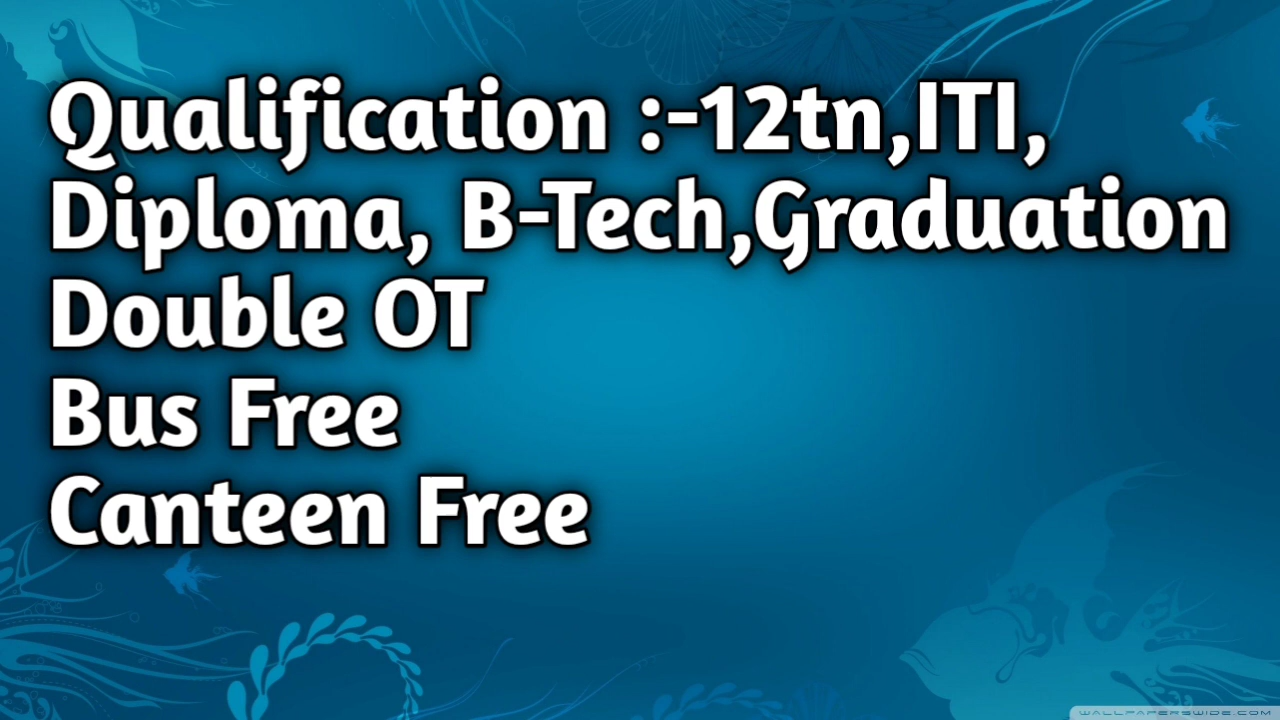 Qualification :-12tn,ITI,
Diploma, B-Tech,Graduation
Double OT
Bus Free
Canteen Free
WALLPAPERSWIDE.COM